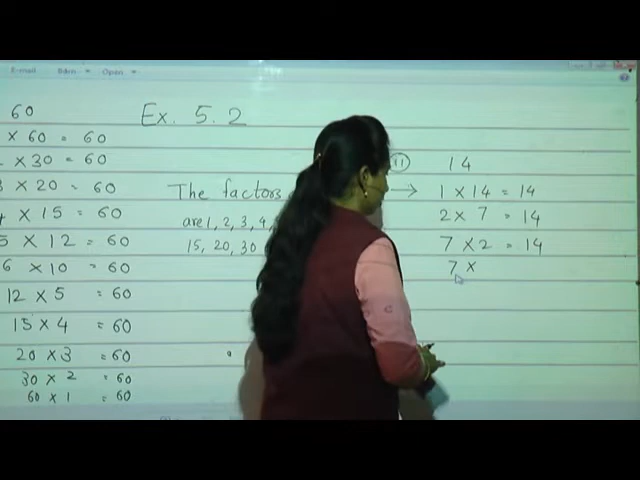 E-mail Open
60
Ex. 5.2
× 60 = 60
× 30 = 60
3 × 20 = 60
4 × 15 = 60
5 × 12 = 60
6 × 10 = 60
12 × 5 = 60
15 × 4 = 60
20 × 3 = 60
30 × 2 = 60
60 × 1 = 60
The factors
are 1, 2, 3, 4,
15, 20, 30
14
→ 1 × 14 = 14
2 × 7 = 14
7 × 2 = 14
7 ×